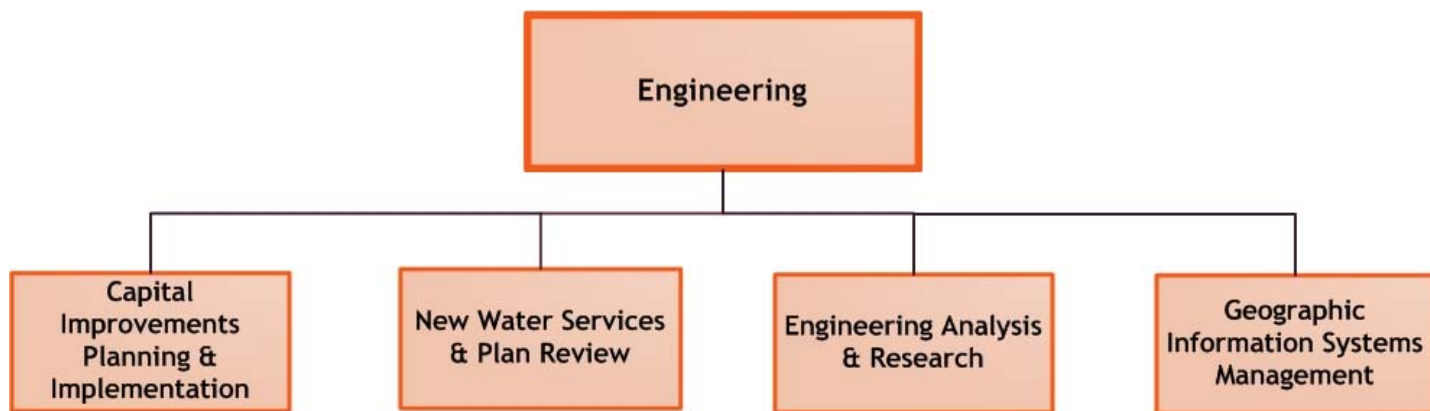 Engineering
Capital
Improvements
Planning &
Implementation
New Water Services
& Plan Review
Engineering Analysis
& Research
Geographic
Information Systems
Management